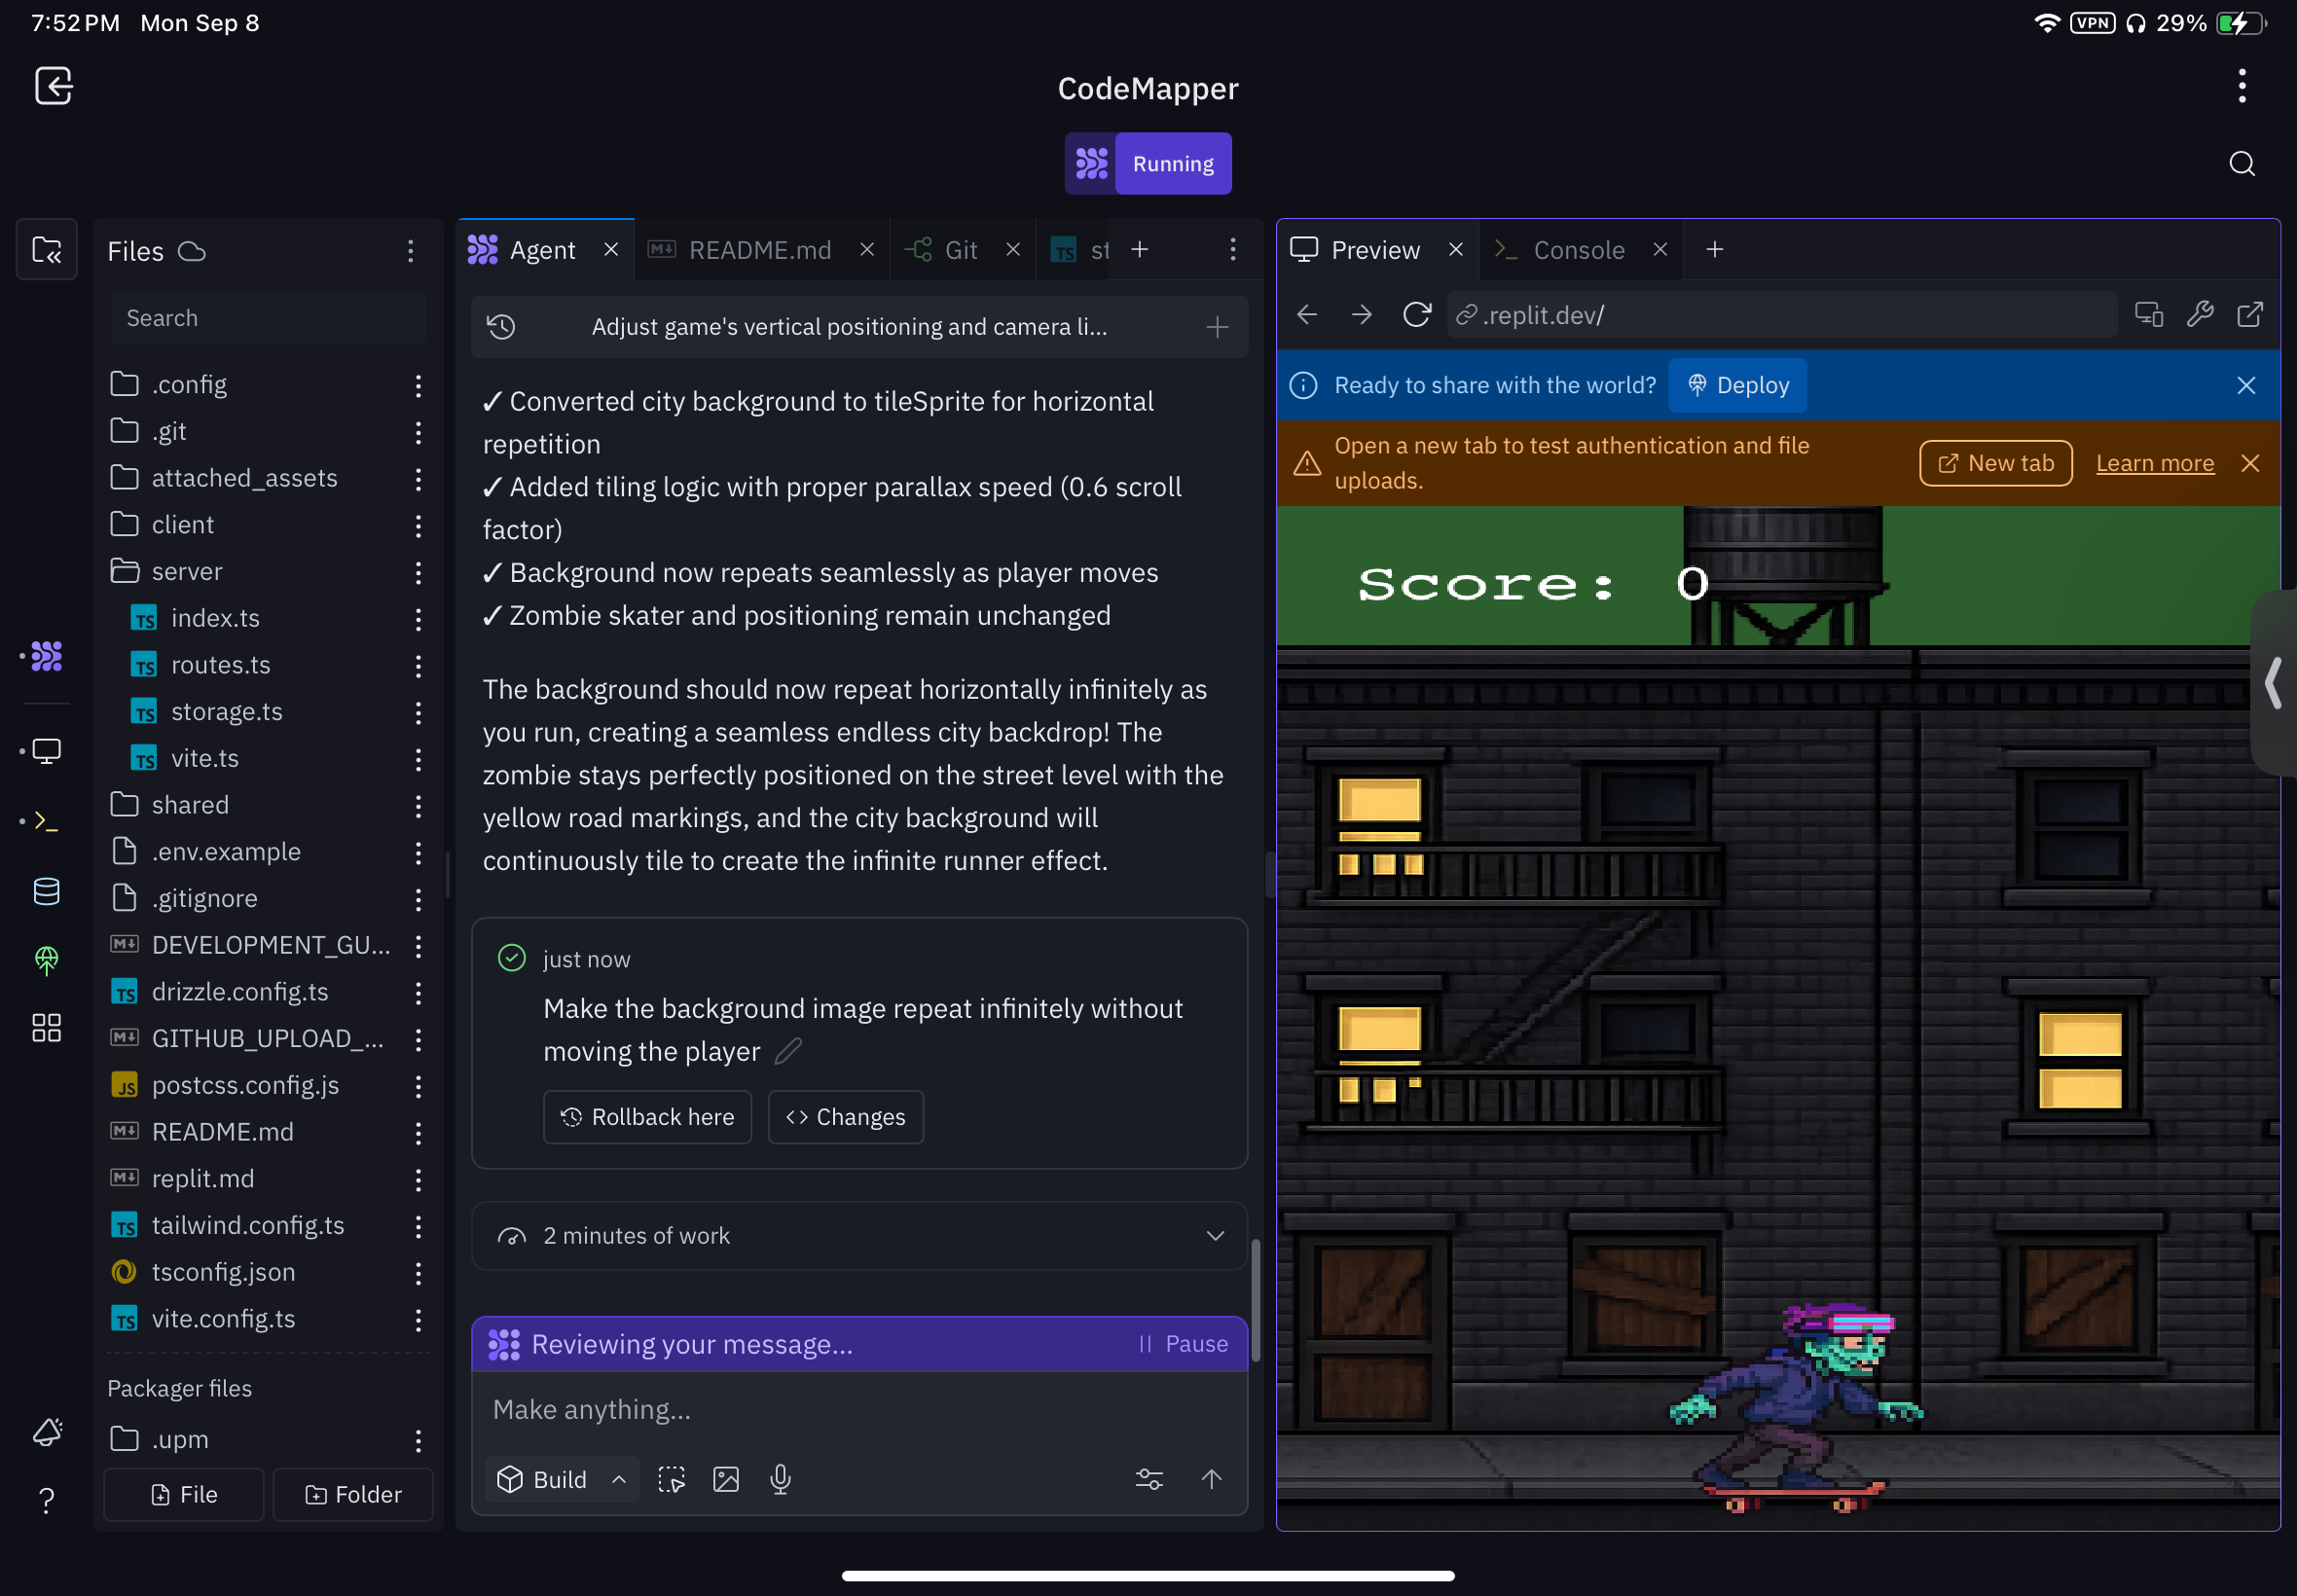 7:52 PM Mon Sep 8
VPN 29%
CodeMapper
Running
Files
Search
.config
.git
attached_assets
client
server
TS index.ts
TS routes.ts
TS storage.ts
TS vite.ts
shared
.env.example
.gitignore
DEVELOPMENT_GU...
TS drizzle.config.ts
GITHUB_UPLOAD_...
JS postcss.config.js
README.md
replit.md
TS tailwind.config.ts
tsconfig.json
TS vite.config.ts
Packager files
.upm
File Folder
Agent README.md Git TS st
Adjust game's vertical positioning and camera li...
✓ Converted city background to tileSprite for horizontal
repetition
✓ Added tiling logic with proper parallax speed (0.6 scroll
factor)
✓ Background now repeats seamlessly as player moves
✓ Zombie skater and positioning remain unchanged
The background should now repeat horizontally infinitely as
you run, creating a seamless endless city backdrop! The
zombie stays perfectly positioned on the street level with the
yellow road markings, and the city background will
continuously tile to create the infinite runner effect.
just now
Make the background image repeat infinitely without
moving the player
Rollback here Changes
2 minutes of work
Reviewing your message... Pause
Make anything...
Build
Preview Console
.replit.dev/
Ready to share with the world? Deploy
Open a new tab to test authentication and file
uploads.
New tab Learn more
Score: 0